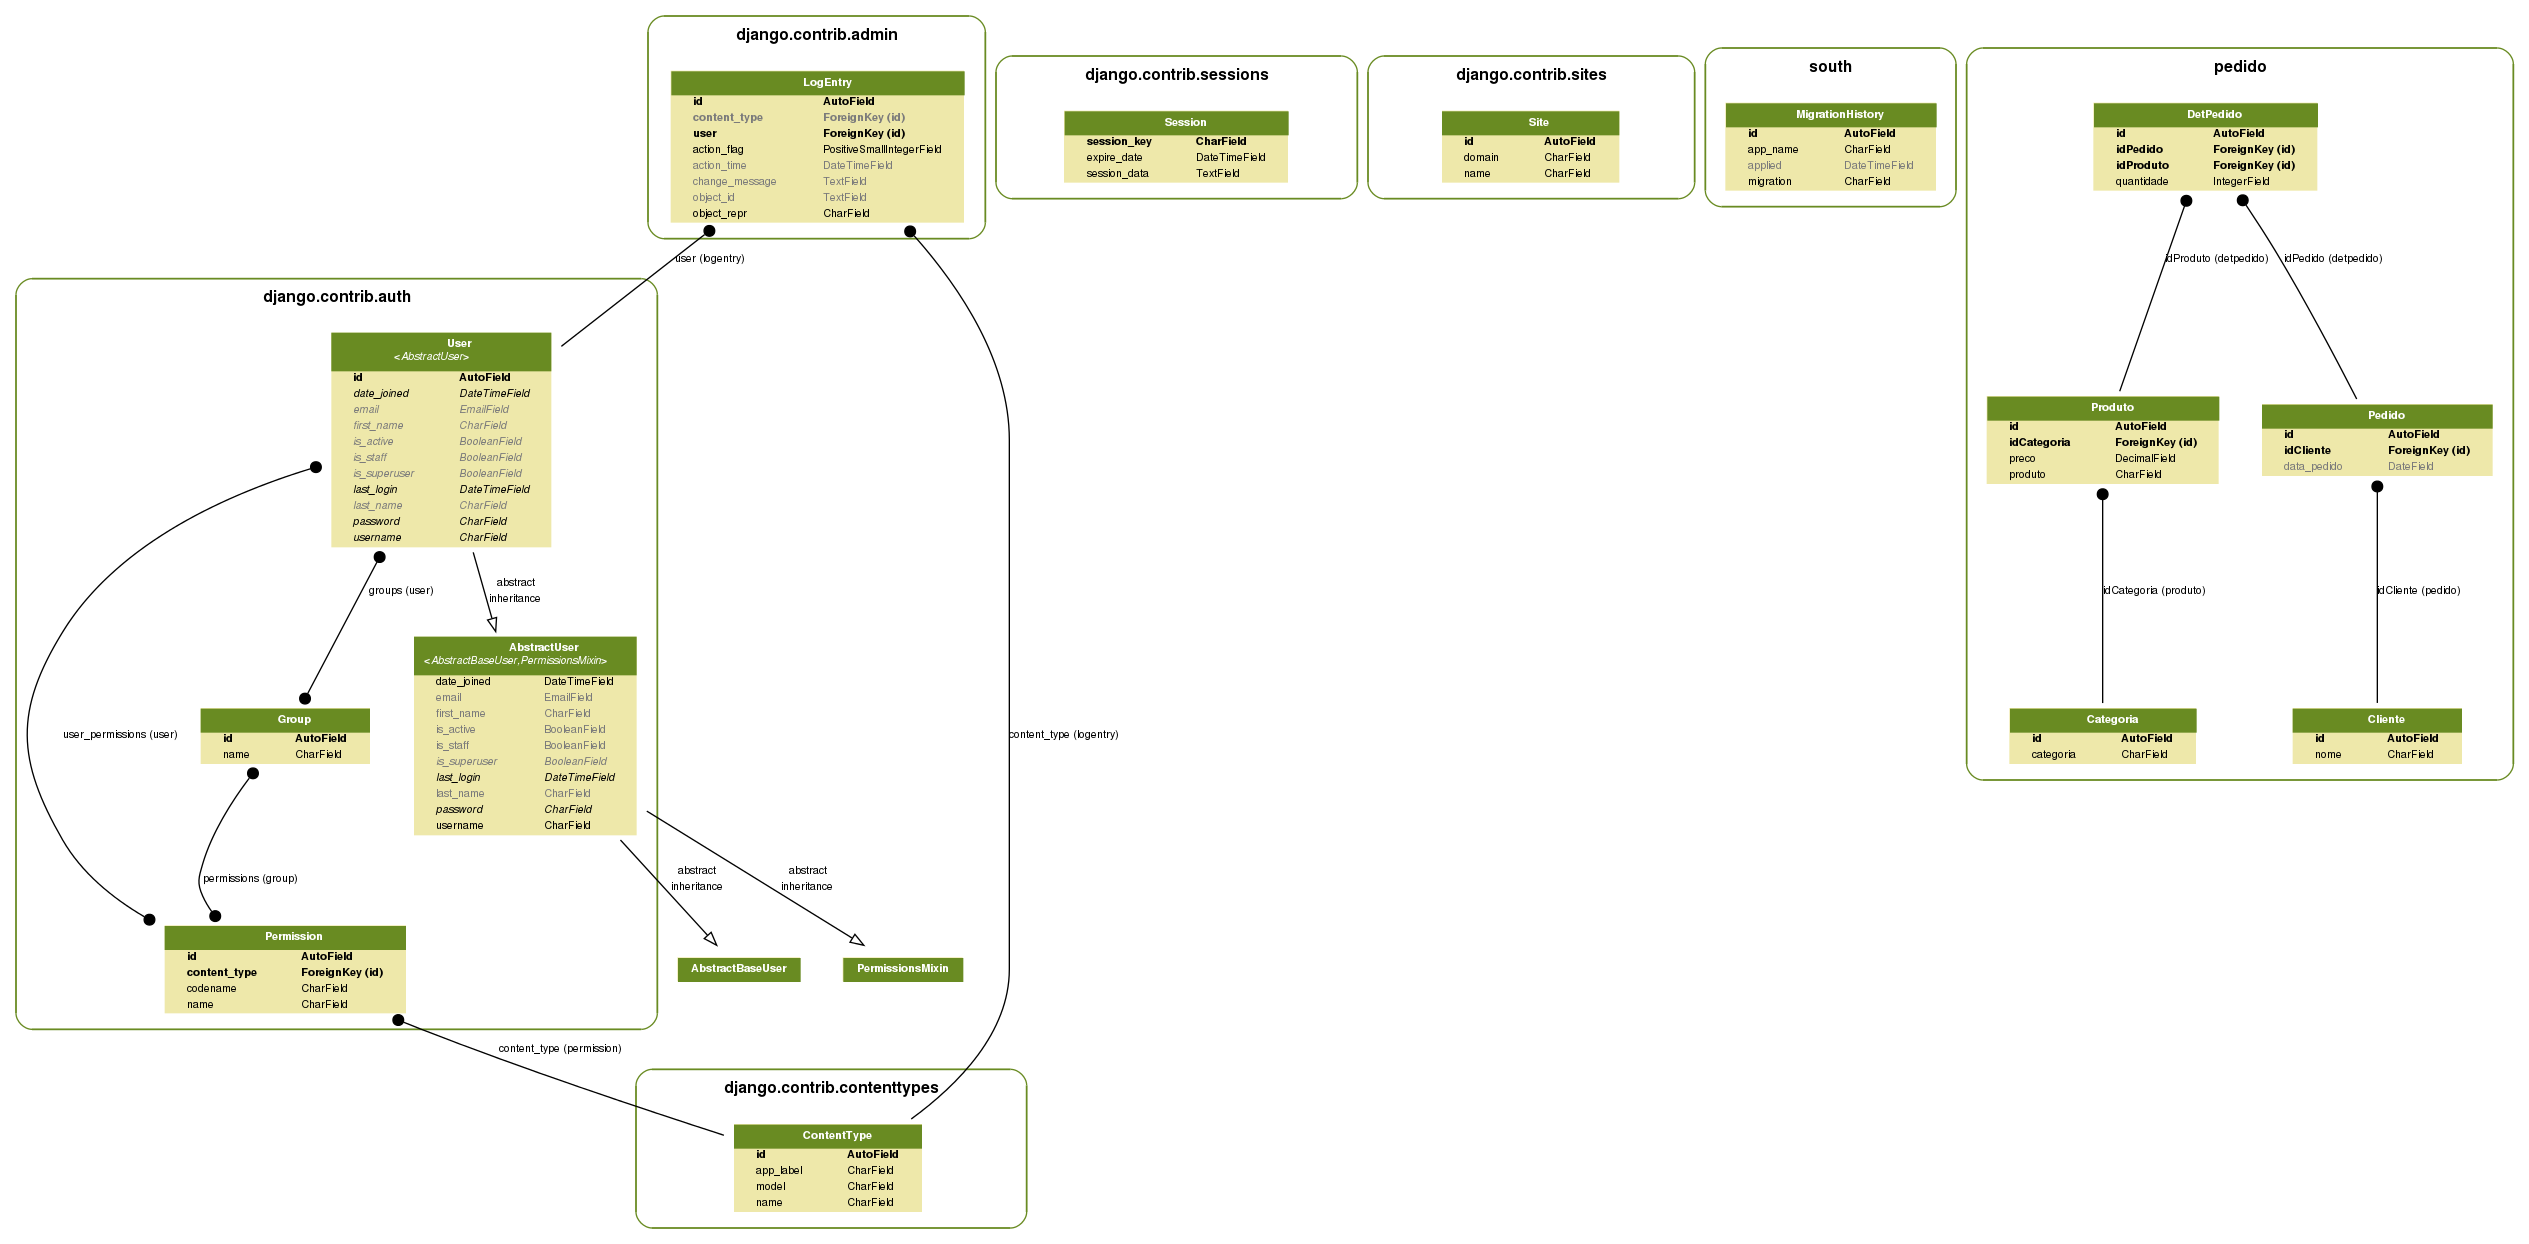 django.contrib.admin
LogEntry
id AutoField
content_type ForeignKey (id)
user ForeignKey (id)
action_flag PositiveSmallIntegerField
action_time DateTimeField
change_message TextField
object_id TextField
object_repr CharField
django.contrib.sessions
Session
session_key CharField
expire_date DateTimeField
session_data TextField
django.contrib.sites
Site
id AutoField
domain CharField
name CharField
south
MigrationHistory
id AutoField
app_name CharField
applied DateTimeField
migration CharField
pedido
DetPedido
id AutoField
idPedido ForeignKey (id)
idProduto ForeignKey (id)
quantidade IntegerField
idProduto (detpedido)
idPedido (detpedido)
Produto
id AutoField
idCategoria ForeignKey (id)
preco DecimalField
produto CharField
Pedido
id AutoField
idCliente ForeignKey (id)
data_pedido DateField
idCategoria (produto)
idCliente (pedido)
Categoria
id AutoField
categoria CharField
Cliente
id AutoField
nome CharField
user (logentry)
django.contrib.auth
User
<AbstractUser>
id AutoField
date_joined DateTimeField
email EmailField
first_name CharField
is_active BooleanField
is_staff BooleanField
is_superuser BooleanField
last_login DateTimeField
last_name CharField
password CharField
username CharField
groups (user)
abstract
inheritance
AbstractUser
<AbstractBaseUser,PermissionsMixin>
date_joined DateTimeField
email EmailField
first_name CharField
is_active BooleanField
is_staff BooleanField
is_superuser BooleanField
last_login DateTimeField
last_name CharField
password CharField
username CharField
Group
id AutoField
name CharField
user_permissions (user)
content_type (logentry)
permissions (group)
abstract
inheritance
abstract
inheritance
Permission
id AutoField
content_type ForeignKey (id)
codename CharField
name CharField
AbstractBaseUser
PermissionsMixin
content_type (permission)
django.contrib.contenttypes
ContentType
id AutoField
app_label CharField
model CharField
name CharField